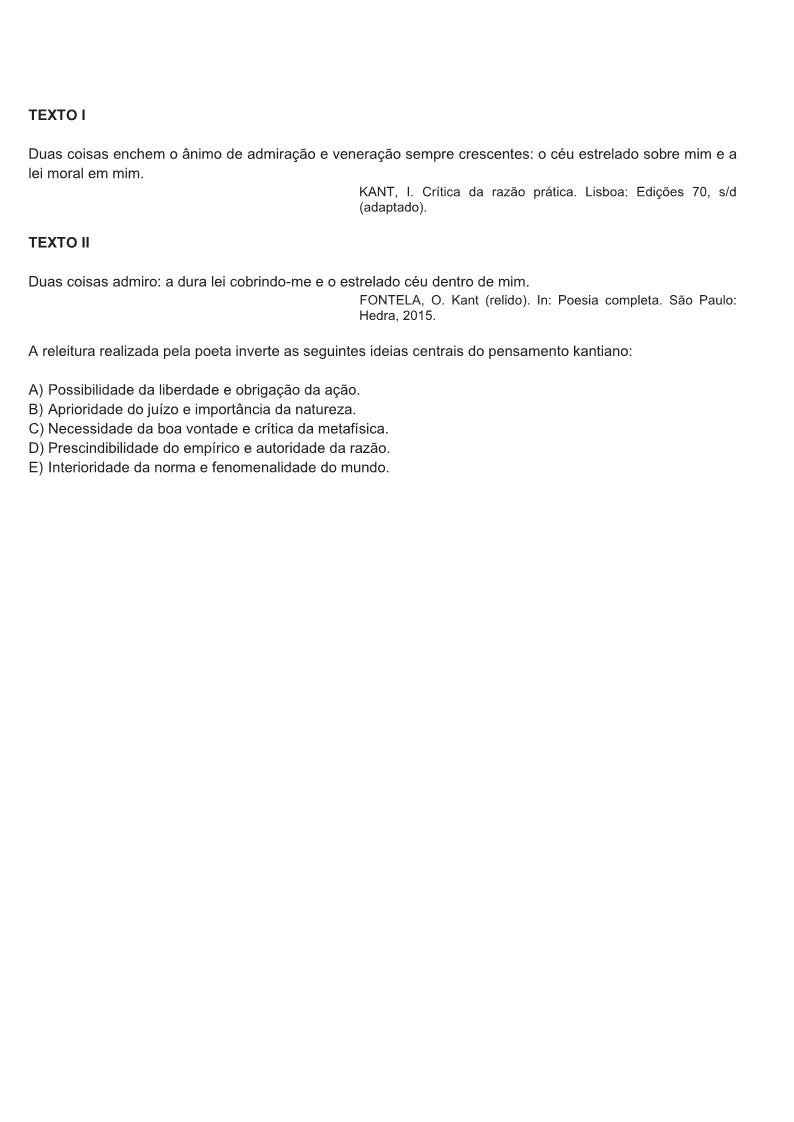 TEXTO I
Duas coisas enchem o ânimo de admiração e veneração sempre crescentes: o céu estrelado sobre mim e a
lei moral em mim.
KANT, I. Crítica da razão prática. Lisboa: Edições 70, s/d
(adaptado).
TEXTO II
Duas coisas admiro: a dura lei cobrindo-me e o estrelado céu dentro de mim.
FONTELA, O. Kant (relido). In: Poesia completa. São Paulo:
Hedra, 2015.
A releitura realizada pela poeta inverte as seguintes ideias centrais do pensamento kantiano:
A) Possibilidade da liberdade e obrigação da ação.
B) Aprioridade do juízo e importância da natureza.
C) Necessidade da boa vontade e crítica da metafísica.
D) Prescindibilidade do empírico e autoridade da razão.
E) Interioridade da norma e fenomenalidade do mundo.